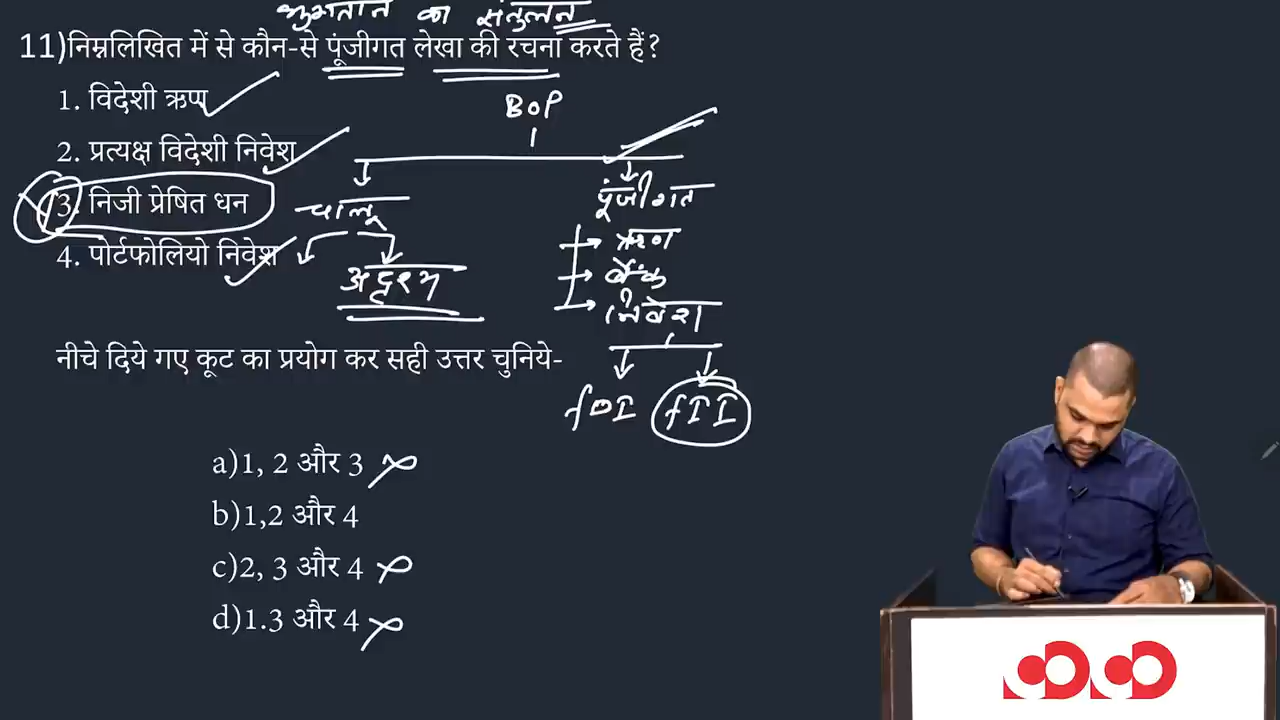 भुगतान का संतुलन
11)निम्नलिखित में से कौन-से पूंजीगत लेखा की रचना करते हैं?
1. विदेशी ऋण
2. प्रत्यक्ष विदेशी निवेश
3. निजी प्रेषित धन
4. पोर्टफोलियो निवेश
BOP
चालू
अदृश्य
पूंजीगत
ऋण
बैंक
निवेश
FDI FII
नीचे दिये गए कूट का प्रयोग कर सही उत्तर चुनिये-
a)1, 2 और 3
b)1,2 और 4
c)2, 3 और 4
d)1.3 और 4